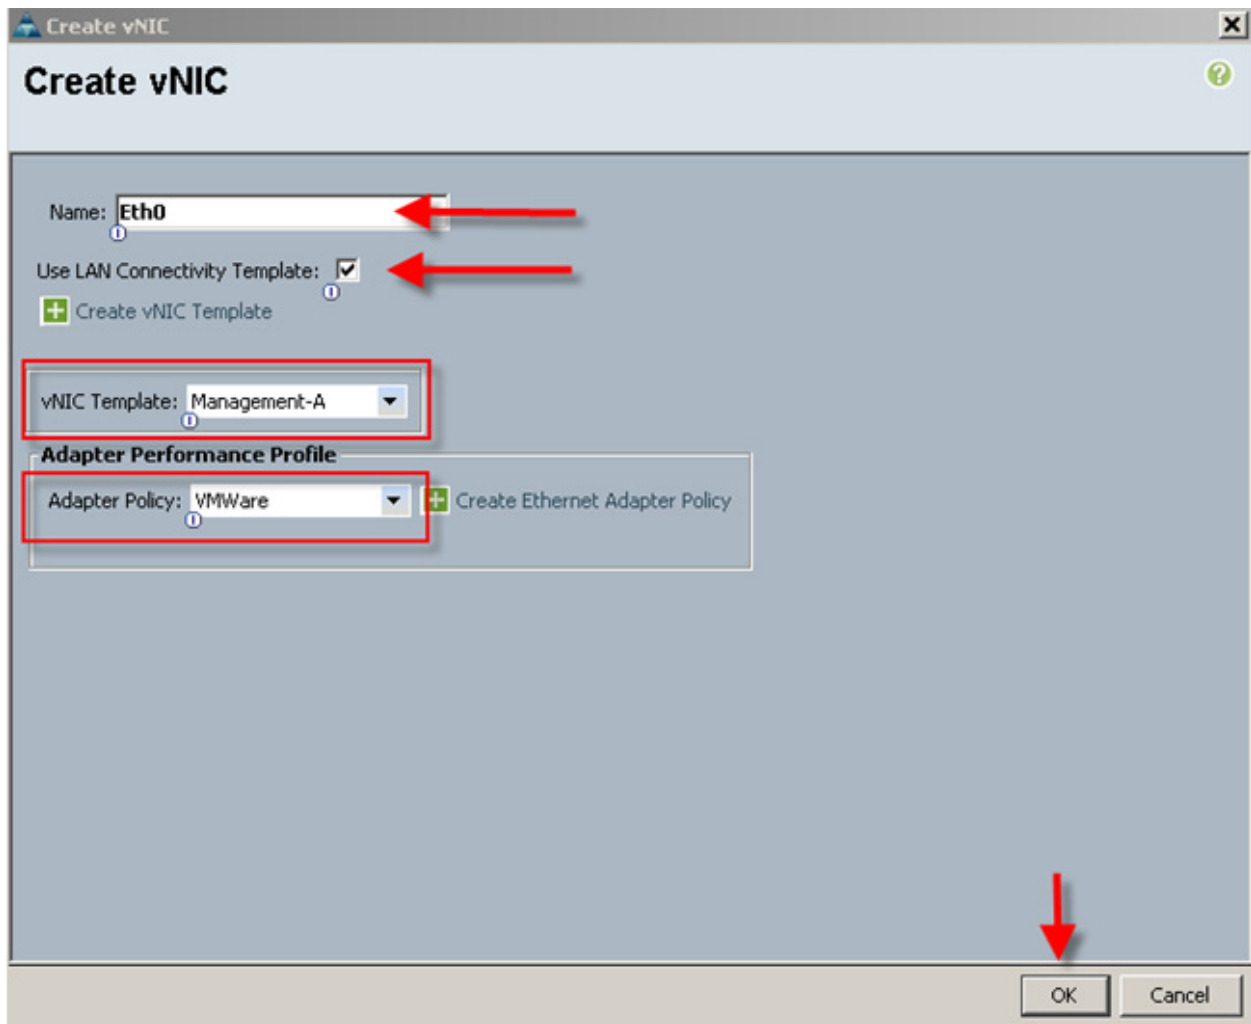 Create vNIC
Create vNIC
Name: Eth0
Use LAN Connectivity Template:
Create vNIC Template
vNIC Template: Management-A
Adapter Performance Profile
Adapter Policy: VMWare Create Ethernet Adapter Policy
OK Cancel